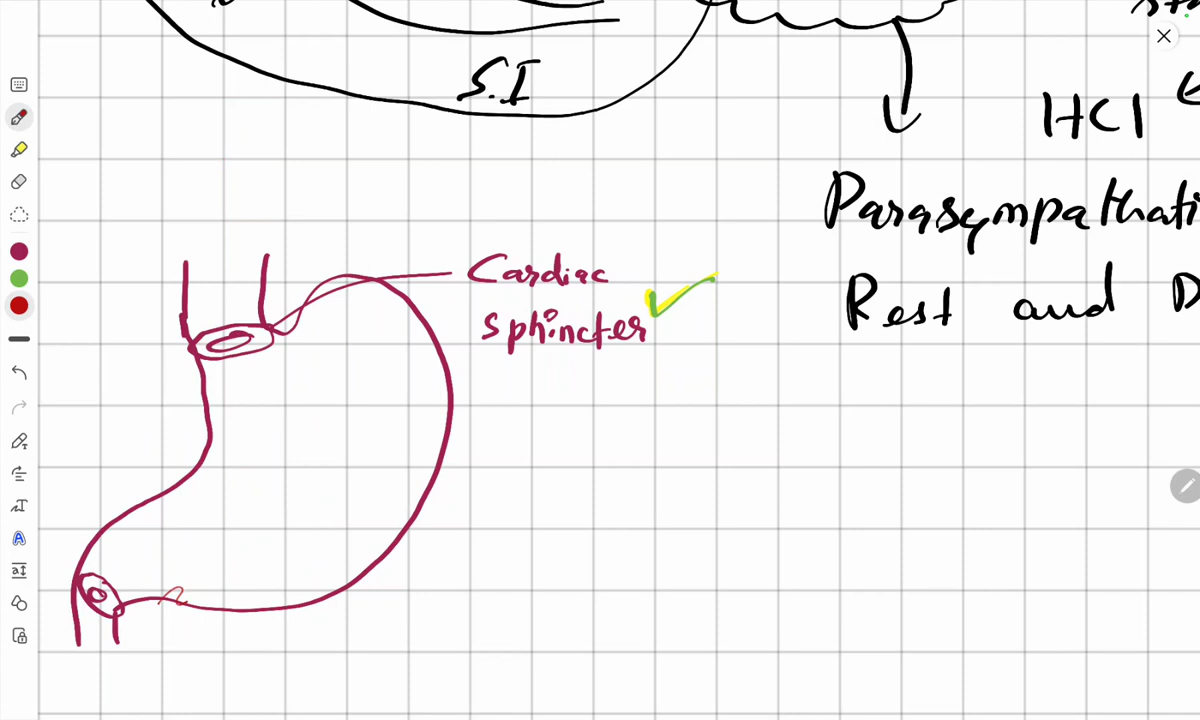 S.I
HCl
Parasympathati
Rest and D
Cardiac
Sphincter